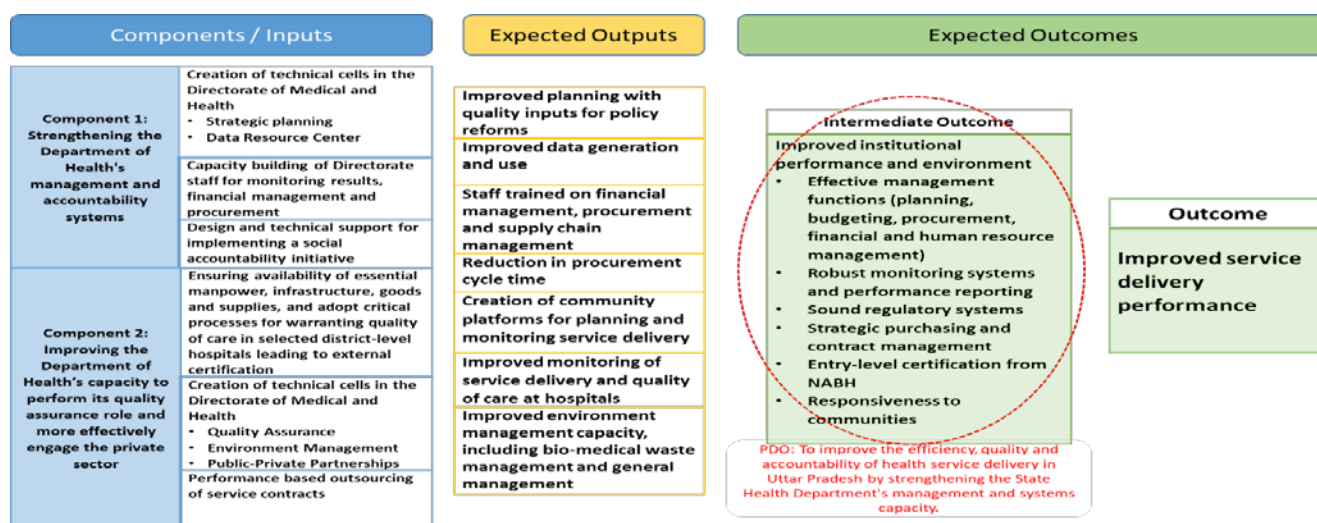 Components / Inputs
Component 1:
Strengthening the
Department of
Health's
management and
accountability
systems
Creation of technical cells in the
Directorate of Medical and
Health
• Strategic planning
• Data Resource Center
Capacity building of Directorate
staff for monitoring results,
financial management and
procurement
Design and technical support for
implementing a social
accountability initiative
Component 2:
Improving the
Department of
Health's capacity to
perform its quality
assurance role and
more effectively
engage the private
sector
Ensuring availability of essential
manpower, infrastructure, goods
and supplies, and adopt critical
processes for warranting quality
of care in selected district-level
hospitals leading to external
certification
Creation of technical cells in the
Directorate of Medical and
Health
• Quality Assurance
• Environment Management
• Public-Private Partnerships
Performance based outsourcing
of service contracts
Expected Outputs
Improved planning with
quality inputs for policy
reforms
Improved data generation
and use
Staff trained on financial
management, procurement
and supply chain
management
Reduction in procurement
cycle time
Creation of community
platforms for planning and
monitoring service delivery
Improved monitoring of
service delivery and quality
of care at hospitals
Improved environment
management capacity,
including bio-medical waste
management and general
management
Expected Outcomes
Intermediate Outcome
Improved institutional
performance and environment
• Effective management
functions (planning,
budgeting, procurement,
financial and human resource
management)
• Robust monitoring systems
and performance reporting
• Sound regulatory systems
• Strategic purchasing and
contract management
• Entry-level certification from
NABH
• Responsiveness to
communities
PDO: To improve the efficiency, quality and
accountability of health service delivery in
Uttar Pradesh by strengthening the State
Health Department's management and systems
capacity.
Outcome
Improved service
delivery
performance